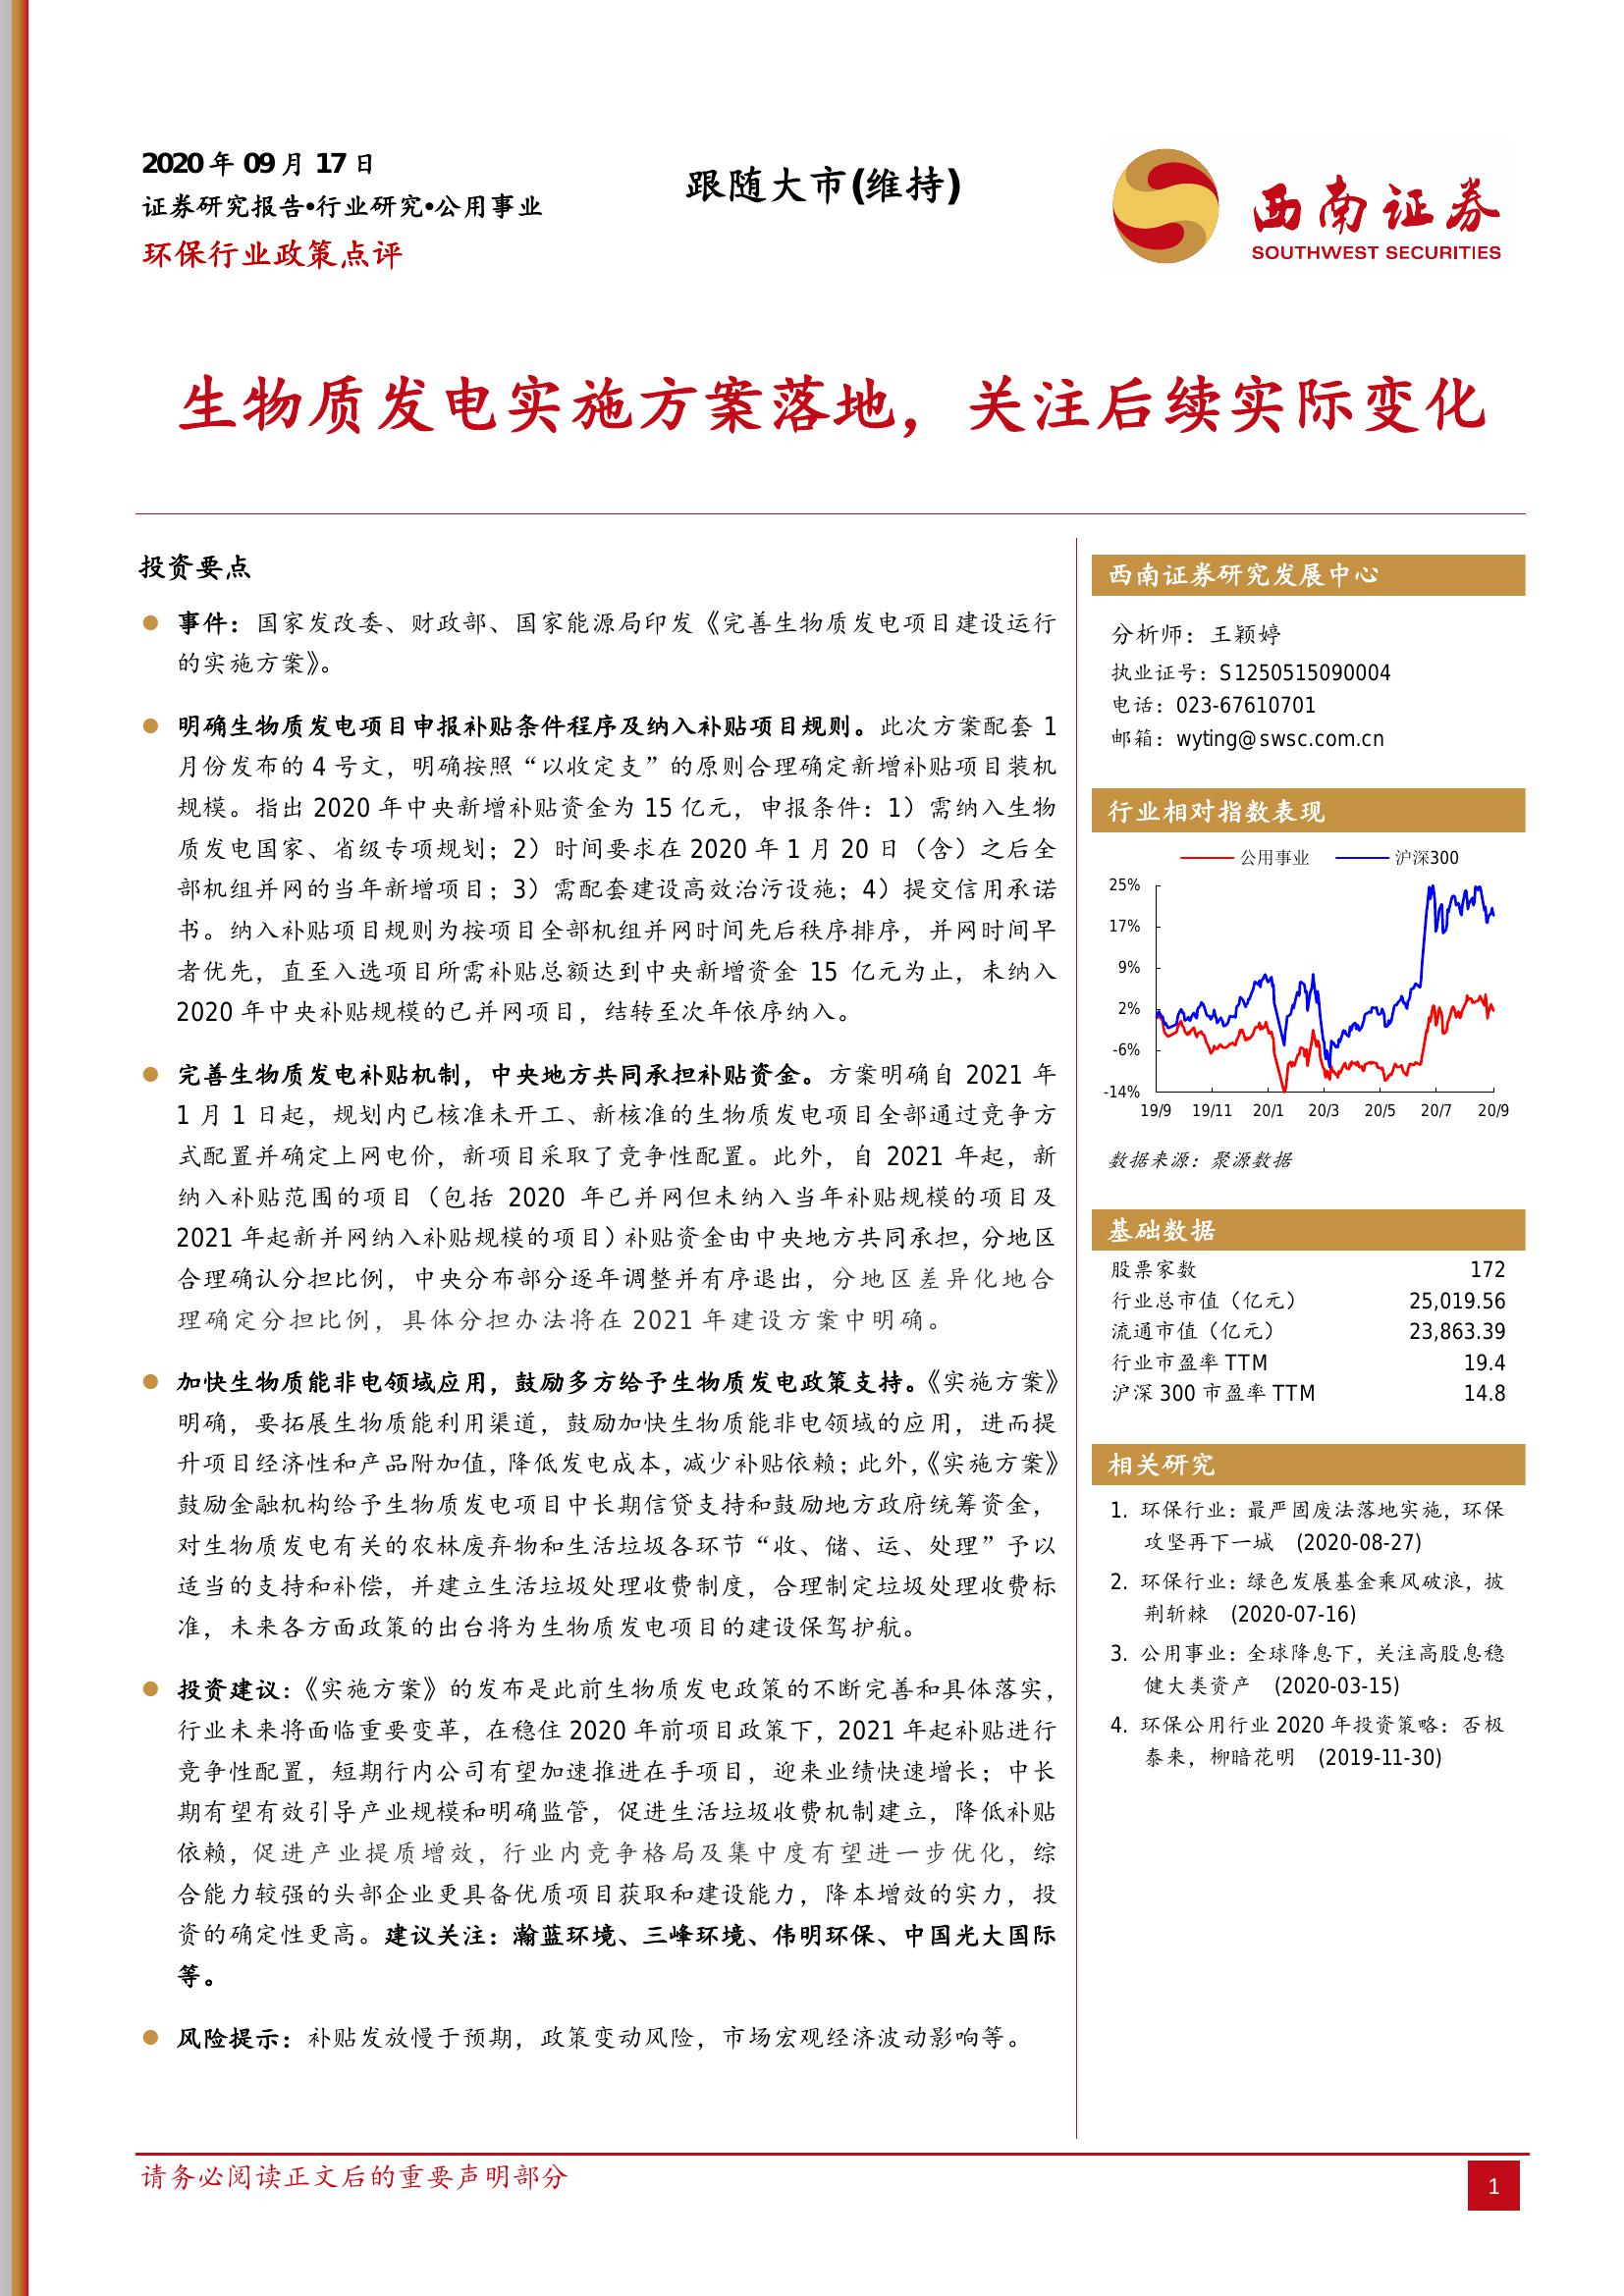 2020 年 09 月 17 日
证券研究报告•行业研究•公用事业
环保行业政策点评
跟随大市(维持)
西南证券
SOUTHWEST SECURITIES
生物质发电实施方案落地，关注后续实际变化
投资要点
事件：国家发改委、财政部、国家能源局印发《完善生物质发电项目建设运行
的实施方案》。
明确生物质发电项目申报补贴条件程序及纳入补贴项目规则。此次方案配套 1
月份发布的 4 号文，明确按照“以收定支”的原则合理确定新增补贴项目装机
规模。指出 2020 年中央新增补贴资金为 15 亿元，申报条件：1）需纳入生物
质发电国家、省级专项规划；2）时间要求在 2020 年 1 月 20 日（含）之后全
部机组并网的当年新增项目；3）需配套建设高效治污设施；4）提交信用承诺
书。纳入补贴项目规则为按项目全部机组并网时间先后秩序排序，并网时间早
者优先，直至入选项目所需补贴总额达到中央新增资金 15 亿元为止，未纳入
2020 年中央补贴规模的已并网项目，结转至次年依序纳入。
完善生物质发电补贴机制，中央地方共同承担补贴资金。方案明确自 2021 年
1 月 1 日起，规划内已核准未开工、新核准的生物质发电项目全部通过竞争方
式配置并确定上网电价，新项目采取了竞争性配置。此外，自 2021 年起，新
纳入补贴范围的项目（包括 2020 年已并网但未纳入当年补贴规模的项目及
2021 年起新并网纳入补贴规模的项目）补贴资金由中央地方共同承担，分地区
合理确认分担比例，中央分布部分逐年调整并有序退出，分地区差异化地合
理确定分担比例，具体分担办法将在 2021 年建设方案中明确。
加快生物质能非电领域应用，鼓励多方给予生物质发电政策支持。《实施方案》
明确，要拓展生物质能利用渠道，鼓励加快生物质能非电领域的应用，进而提
升项目经济性和产品附加值，降低发电成本，减少补贴依赖；此外，《实施方案》
鼓励金融机构给予生物质发电项目中长期信贷支持和鼓励地方政府统筹资金，
对生物质发电有关的农林废弃物和生活垃圾各环节“收、储、运、处理”予以
适当的支持和补偿，并建立生活垃圾处理收费制度，合理制定垃圾处理收费标
准，未来各方面政策的出台将为生物质发电项目的建设保驾护航。
投资建议：《实施方案》的发布是此前生物质发电政策的不断完善和具体落实，
行业未来将面临重要变革，在稳住 2020 年前项目政策下，2021 年起补贴进行
竞争性配置，短期行内公司有望加速推进在手项目，迎来业绩快速增长；中长
期有望有效引导产业规模和明确监管，促进生活垃圾收费机制建立，降低补贴
依赖，促进产业提质增效，行业内竞争格局及集中度有望进一步优化，综
合能力较强的头部企业更具备优质项目获取和建设能力，降本增效的实力，投
资的确定性更高。建议关注：瀚蓝环境、三峰环境、伟明环保、中国光大国际
等。
风险提示：补贴发放慢于预期，政策变动风险，市场宏观经济波动影响等。
西南证券研究发展中心
分析师：王颖婷
执业证号：S1250515090004
电话：023-67610701
邮箱：wyting@swsc.com.cn
行业相对指数表现
公用事业 沪深300
25%
17%
9%
2%
-6%
-14%
19/9 19/11 20/1 20/3 20/5 20/7 20/9
数据来源：聚源数据
基础数据
股票家数 172
行业总市值（亿元） 25,019.56
流通市值（亿元） 23,863.39
行业市盈率 TTM 19.4
沪深 300 市盈率 TTM 14.8
相关研究
1. 环保行业：最严固废法落地实施，环保
攻坚再下一城 (2020-08-27)
2. 环保行业：绿色发展基金乘风破浪，披
荆斩棘 (2020-07-16)
3. 公用事业：全球降息下，关注高股息稳
健大类资产 (2020-03-15)
4. 环保公用行业 2020 年投资策略：否极
泰来，柳暗花明 (2019-11-30)
请务必阅读正文后的重要声明部分
1